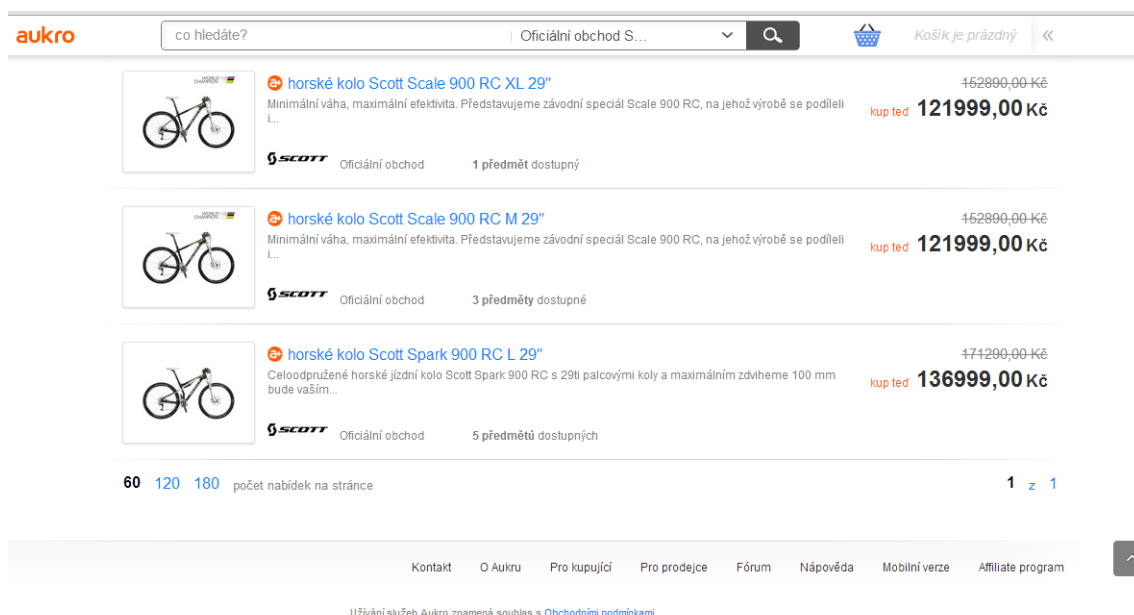 aukro
co hledáte?
Oficiální obchod S...
Košík je prázdný
horské kolo Scott Scale 900 RC XL 29"
152890,00 Kč
Minimální váha, maximální efektivita. Představujeme závodní speciál Scale 900 RC, na jehož výrobě se podíleli
i...
kup teď 121999,00 Kč
SCOTT Oficiální obchod 1 předmět dostupný
horské kolo Scott Scale 900 RC M 29"
152890,00 Kč
Minimální váha, maximální efektivita. Představujeme závodní speciál Scale 900 RC, na jehož výrobě se podíleli
i...
kup teď 121999,00 Kč
SCOTT Oficiální obchod 3 předměty dostupné
horské kolo Scott Spark 900 RC L 29"
171290,00 Kč
Celoodpružené horské jízdní kolo Scott Spark 900 RC s 29ti palcovými koly a maximálním zdviheme 100 mm
bude vaším...
kup teď 136999,00 Kč
SCOTT Oficiální obchod 5 předmětů dostupných
60 120 180 počet nabídek na stránce
1 z 1
Kontakt O Aukru Pro kupující Pro prodejce Fórum Nápověda Mobilní verze Affiliate program
Užívání služeb Aukro znamená souhlas s Obchodními podmínkami